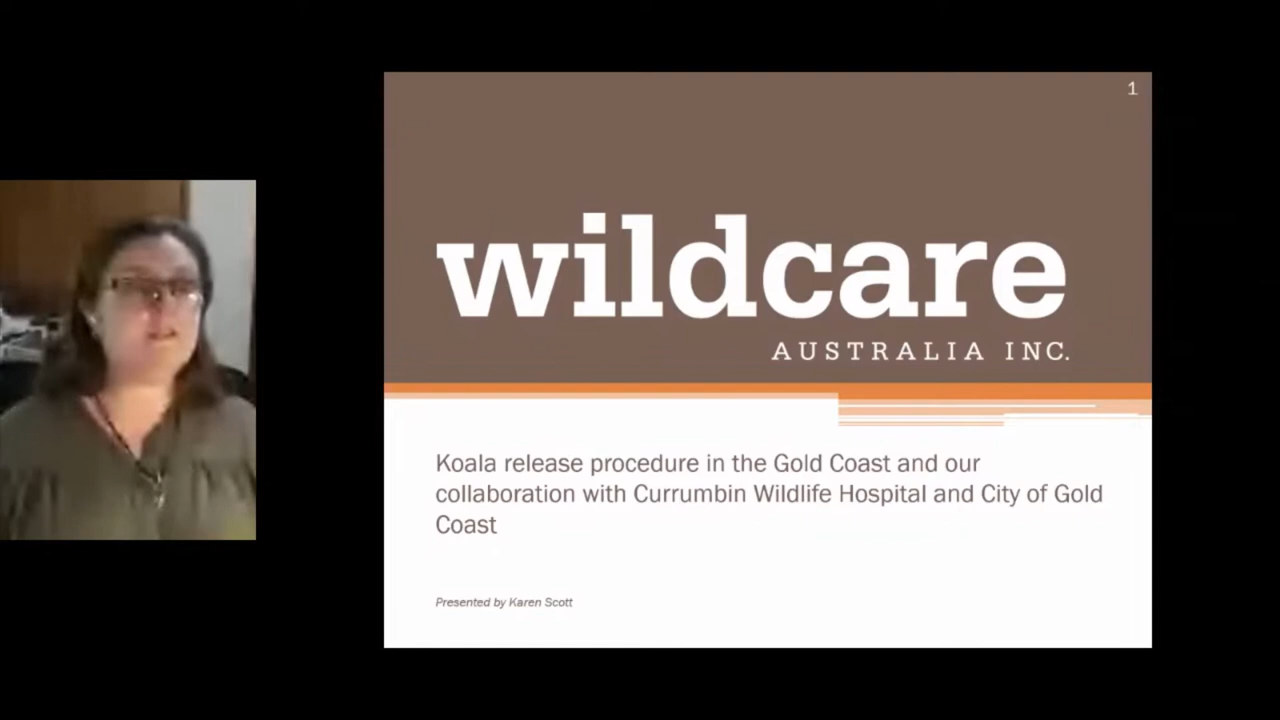 1
wildcare
AUSTRALIA INC.
Koala release procedure in the Gold Coast and our
collaboration with Currumbin Wildlife Hospital and City of Gold
Coast
Presented by Karen Scott